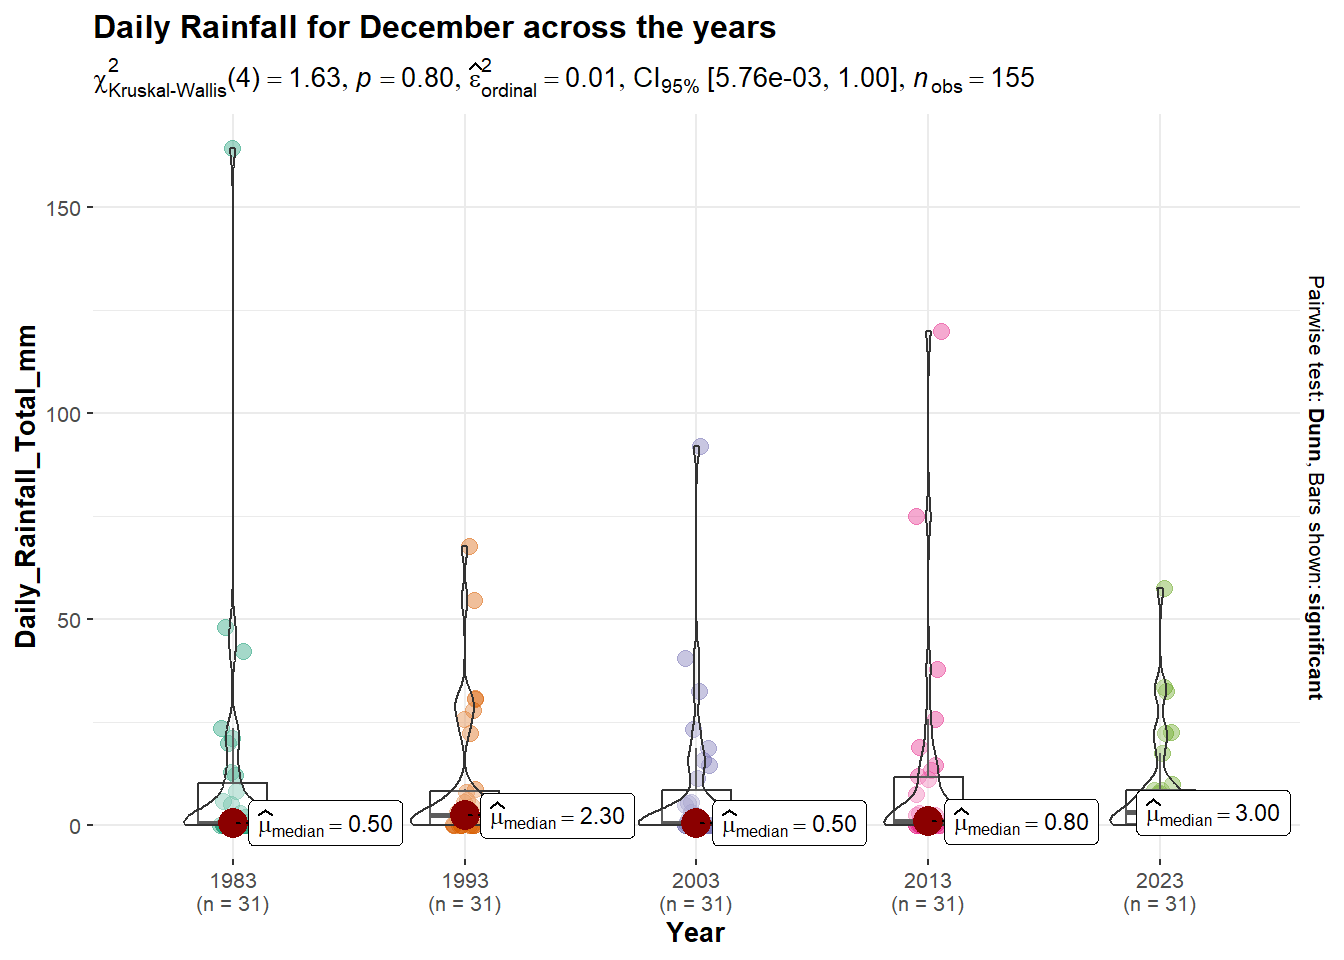 Daily Rainfall for December across the years
χ²Kruskal-Wallis(4) = 1.63, p = 0.80, ε̂²ordinal = 0.01, CI95% [5.76e-03, 1.00], nobs = 155
Daily_Rainfall_Total_mm
150
100
50
0
μ̂median = 0.50
μ̂median = 2.30
μ̂median = 0.50
μ̂median = 0.80
μ̂median = 3.00
1983
(n = 31)
1993
(n = 31)
2003
(n = 31)
2013
(n = 31)
2023
(n = 31)
Year
Pairwise test: Dunn, Bars shown: significant